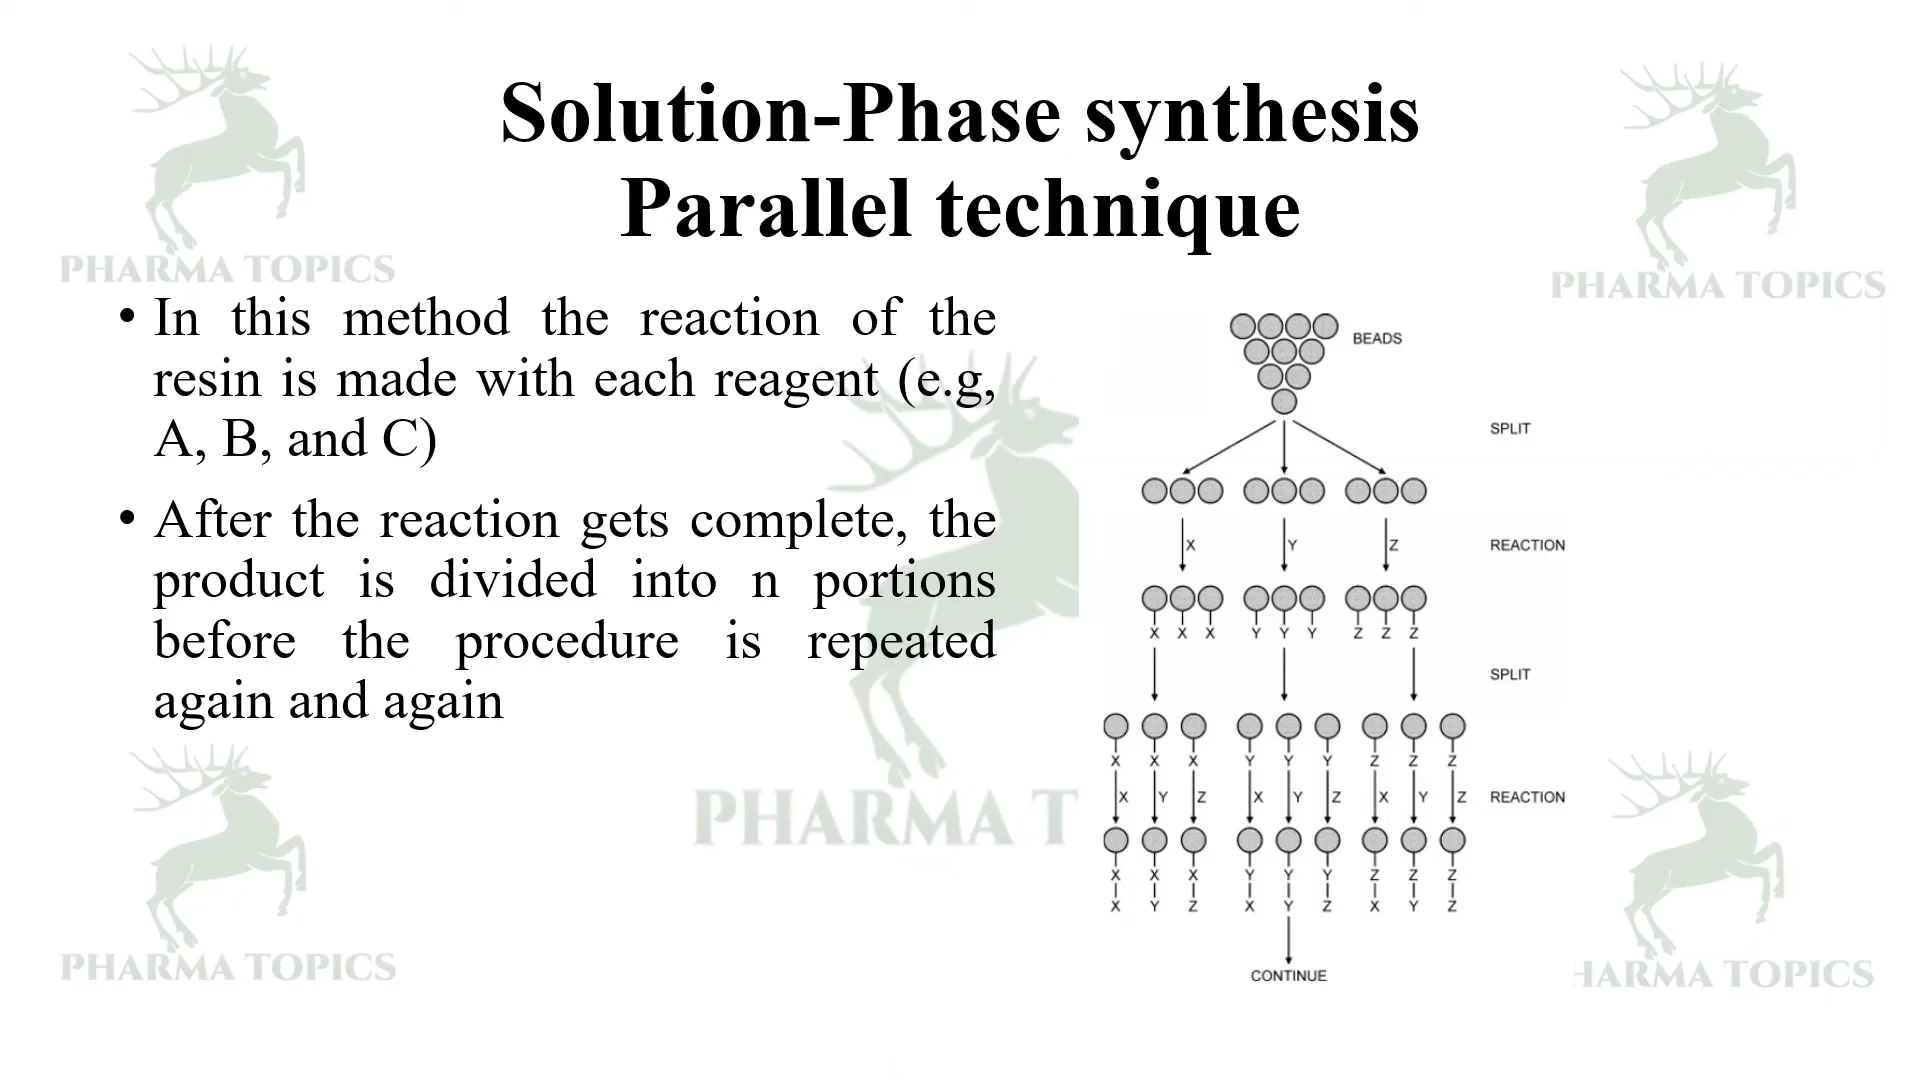 Solution-Phase synthesis
Parallel technique
PHARMA TOPICS
PHARMA TOPICS
• In this method the reaction of the
resin is made with each reagent (e.g,
A, B, and C)
• After the reaction gets complete, the
product is divided into n portions
before the procedure is repeated
again and again
BEADS
SPLIT
X Y Z
REACTION
X X X Y Y Y Z Z Z
SPLIT
X X X Y Y Y Z Z Z
X Y Z X Y Z X Y Z
REACTION
X X X Y Y Y Z Z Z
X Y Z X Y Z X Y Z
CONTINUE
PHARMA T
PHARMA TOPICS
HARMA TOPICS